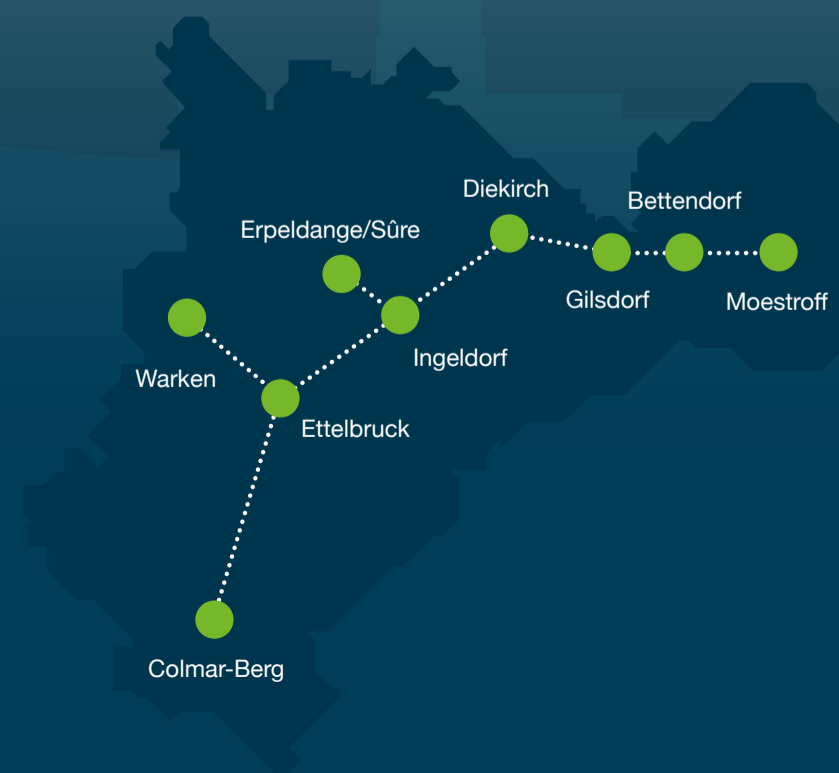 Diekirch
Bettendorf
Erpeldange/Sûre
Gilsdorf
Moestroff
Ingeldorf
Warken
Ettelbruck
Colmar-Berg